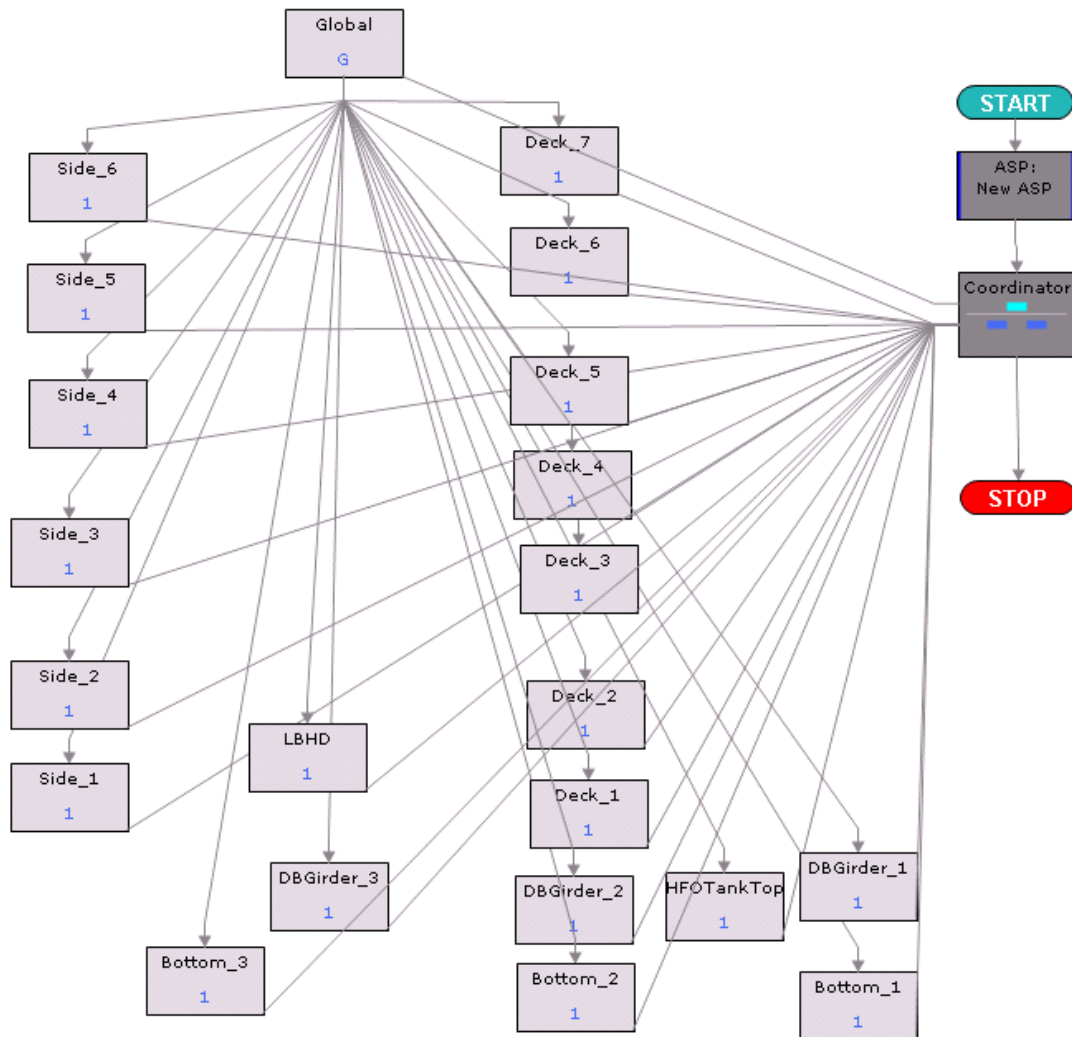 Global
G
START
Deck_7
1
Side_6
1
ASP:
New ASP
Deck_6
1
Side_5
1
Coordinator
Deck_5
1
Side_4
1
Deck_4
1
STOP
Side_3
1
Deck_3
1
Side_2
1
Deck_2
1
LBHD
1
Side_1
1
Deck_1
1
DBGirder_3
1
DBGirder_2
1
HFOTankTop
1
DBGirder_1
1
Bottom_3
1
Bottom_2
1
Bottom_1
1